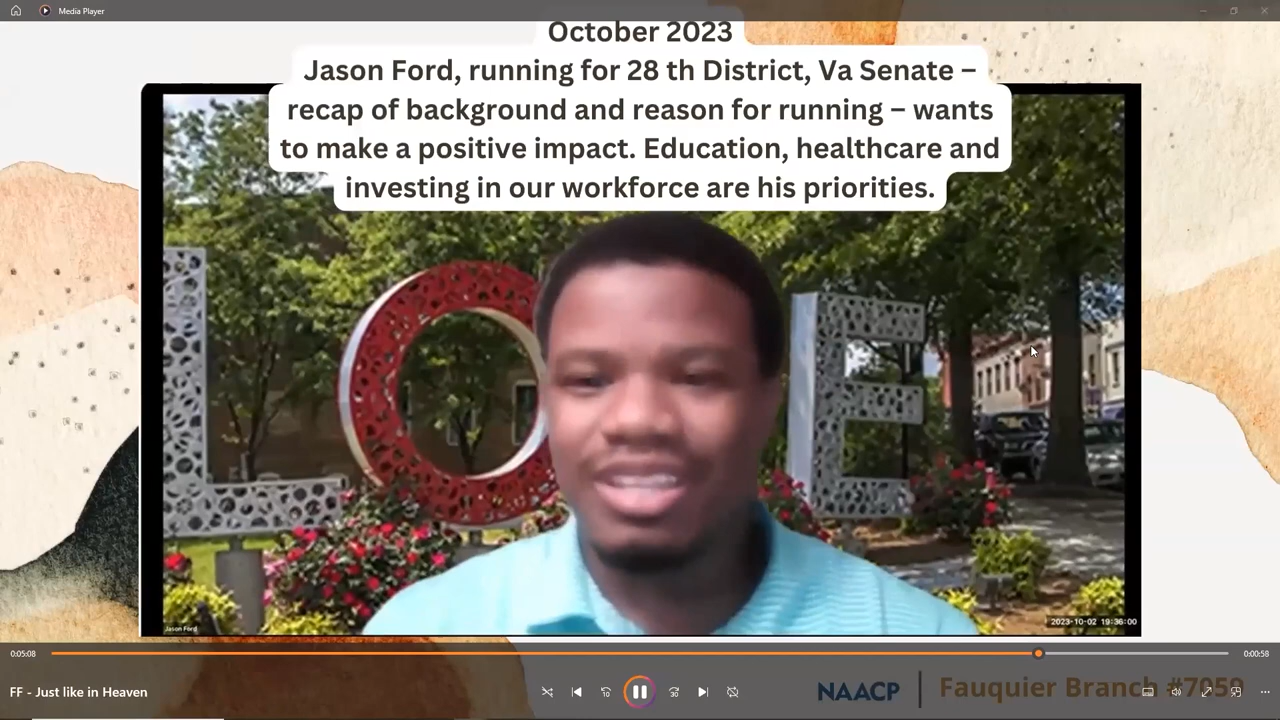 Media Player
October 2023
Jason Ford, running for 28 th District, Va Senate –
recap of background and reason for running – wants
to make a positive impact. Education, healthcare and
investing in our workforce are his priorities.
LOE
Jason Ford
2023-10-02 19:36:00
0:05:08
0:00:58
FF - Just like in Heaven
10
30
NAACP
Fauquier Branch #7059